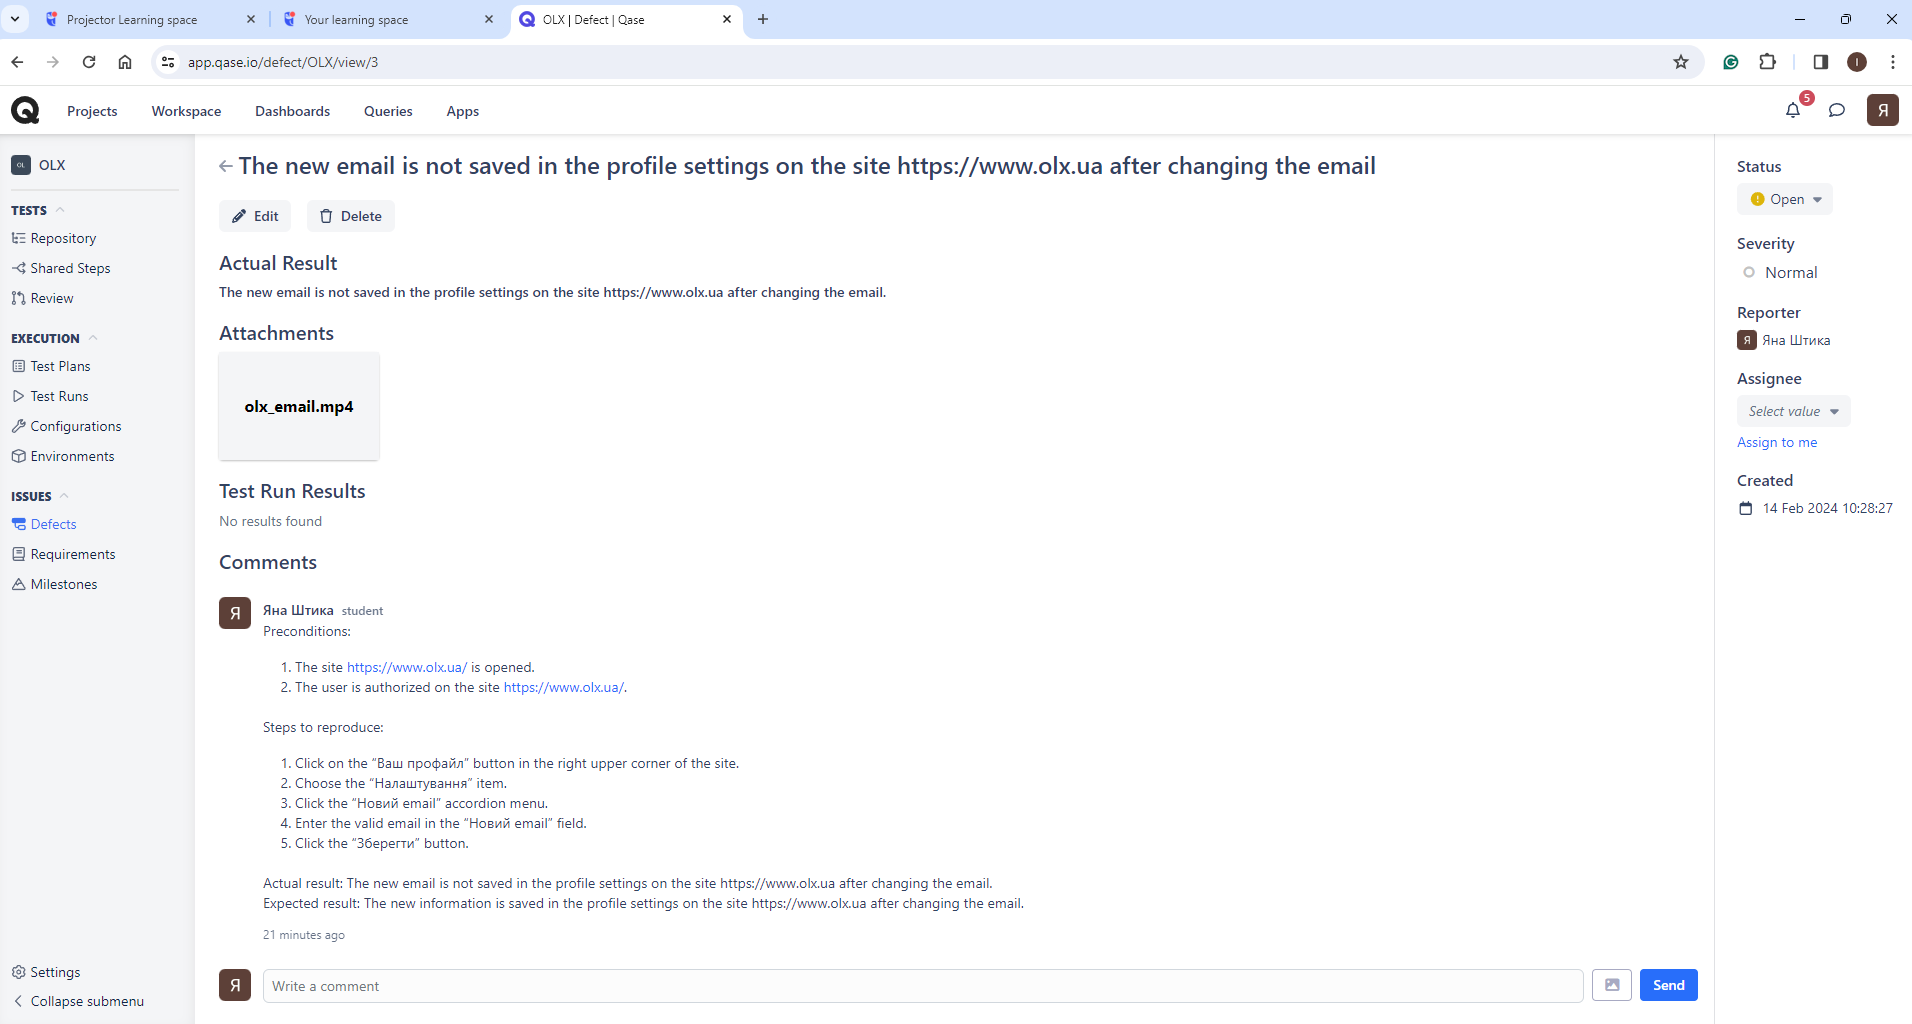 Projector Learning space
Your learning space
OLX | Defect | Qase
app.qase.io/defect/OLX/view/3
I
Projects
Workspace
Dashboards
Queries
Apps
5
Я
OL
OLX
TESTS
Repository
Shared Steps
Review
EXECUTION
Test Plans
Test Runs
Configurations
Environments
ISSUES
Defects
Requirements
Milestones
Settings
Collapse submenu
The new email is not saved in the profile settings on the site https://www.olx.ua after changing the email
Edit
Delete
Actual Result
The new email is not saved in the profile settings on the site https://www.olx.ua after changing the email.
Attachments
olx_email.mp4
Test Run Results
No results found
Comments
Я
Яна Штика student
Preconditions:
1. The site https://www.olx.ua/ is opened.
2. The user is authorized on the site https://www.olx.ua/.
Steps to reproduce:
1. Click on the “Ваш профайл” button in the right upper corner of the site.
2. Choose the “Налаштування” item.
3. Click the “Новий email” accordion menu.
4. Enter the valid email in the “Новий email” field.
5. Click the “Зберегти” button.
Actual result: The new email is not saved in the profile settings on the site https://www.olx.ua after changing the email.
Expected result: The new information is saved in the profile settings on the site https://www.olx.ua after changing the email.
21 minutes ago
Я
Write a comment
Send
Status
Open
Severity
Normal
Reporter
Я Яна Штика
Assignee
Select value
Assign to me
Created
14 Feb 2024 10:28:27